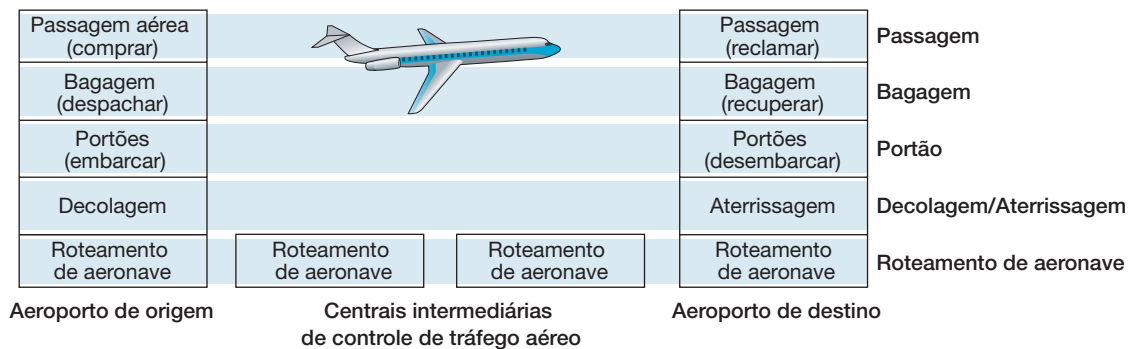 Passagem aérea
(comprar)
Passagem
(reclamar)
Passagem
Bagagem
(despachar)
Bagagem
(recuperar)
Bagagem
Portões
(embarcar)
Portões
(desembarcar)
Portão
Decolagem
Aterrissagem
Decolagem/Aterrissagem
Roteamento
de aeronave
Roteamento
de aeronave
Roteamento
de aeronave
Roteamento
de aeronave
Roteamento de aeronave
Aeroporto de origem
Centrais intermediárias
de controle de tráfego aéreo
Aeroporto de destino